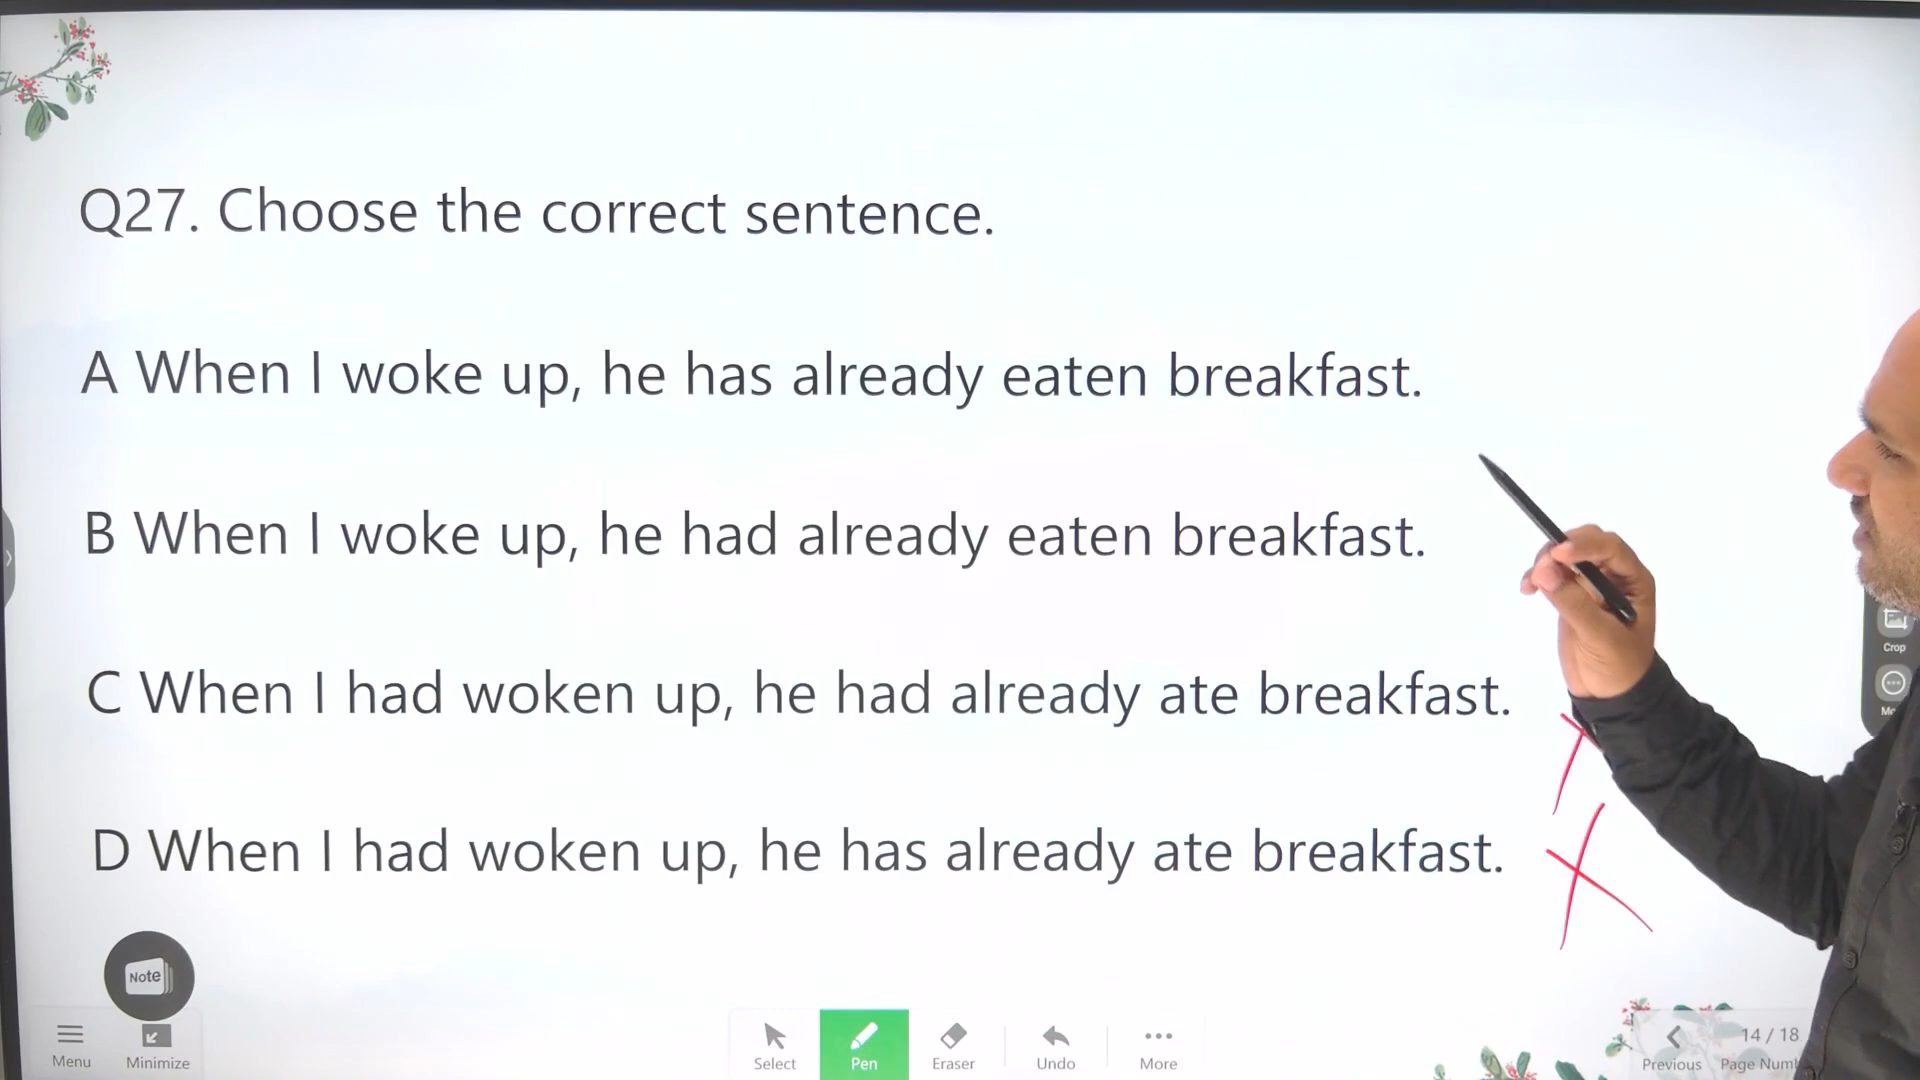 Q27. Choose the correct sentence.
A When I woke up, he has already eaten breakfast.
B When I woke up, he had already eaten breakfast.
C When I had woken up, he had already ate breakfast.
D When I had woken up, he has already ate breakfast.
Crop
Note
Menu
Minimize
Select
Pen
Eraser
Undo
More
14 / 18
Previous
Page